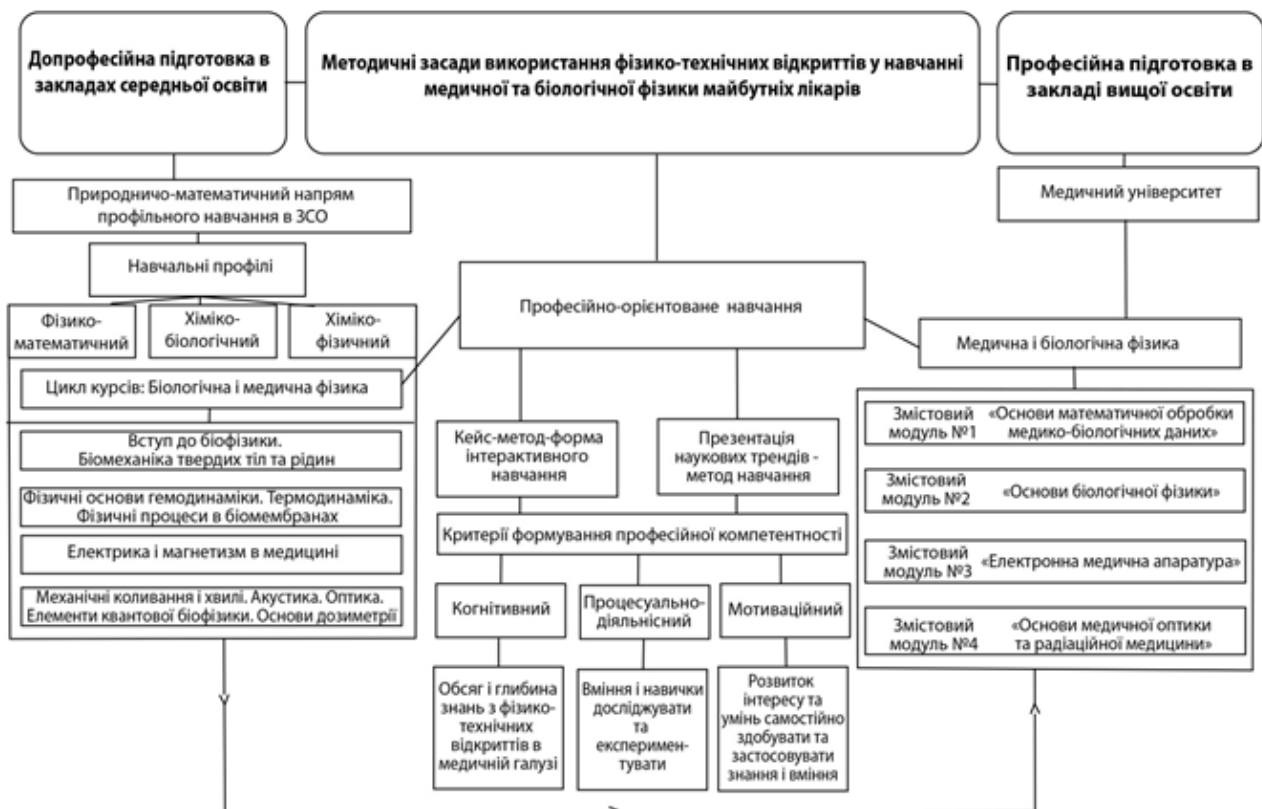 Допрофесійна підготовка в
закладах середньої освіти
Методичні засади використання фізико-технічних відкриттів у навчанні
медичної та біологічної фізики майбутніх лікарів
Професійна підготовка в
закладі вищої освіти
Природничо-математичний напрям
профільного навчання в ЗСО
Медичний університет
Навчальні профілі
Професійно-орієнтоване навчання
Фізико-
математичний
Хіміко-
біологічний
Хіміко-
фізичний
Медична і біологічна фізика
Цикл курсів: Біологічна і медична фізика
Вступ до біофізики.
Біомеханіка твердих тіл та рідин
Фізичні основи гемодинаміки. Термодинаміка.
Фізичні процеси в біомембранах
Електрика і магнетизм в медицині
Механічні коливання і хвилі. Акустика. Оптика.
Елементи квантової біофізики. Основи дозиметрії
Кейс-метод-форма
інтерактивного
навчання
Презентація
наукових трендів -
метод навчання
Критерії формування професійної компетентності
Когнітивний
Процесуально-
діяльнісний
Мотиваційний
Обсяг і глибина
знань з фізико-
технічних
відкриттів в
медичній галузі
Вміння і навички
досліджувати
та
експеримен-
тувати
Розвиток
інтересу та
умінь самостійно
здобувати та
застосовувати
знання і вміння
Змістовий «Основи математичної обробки
модуль №1 медико-біологічних даних»
Змістовий
модуль №2 «Основи біологічної фізики»
Змістовий
модуль №3 «Електронна медична апаратура»
Змістовий «Основи медичної оптики
модуль №4 та радіаційної медицини»